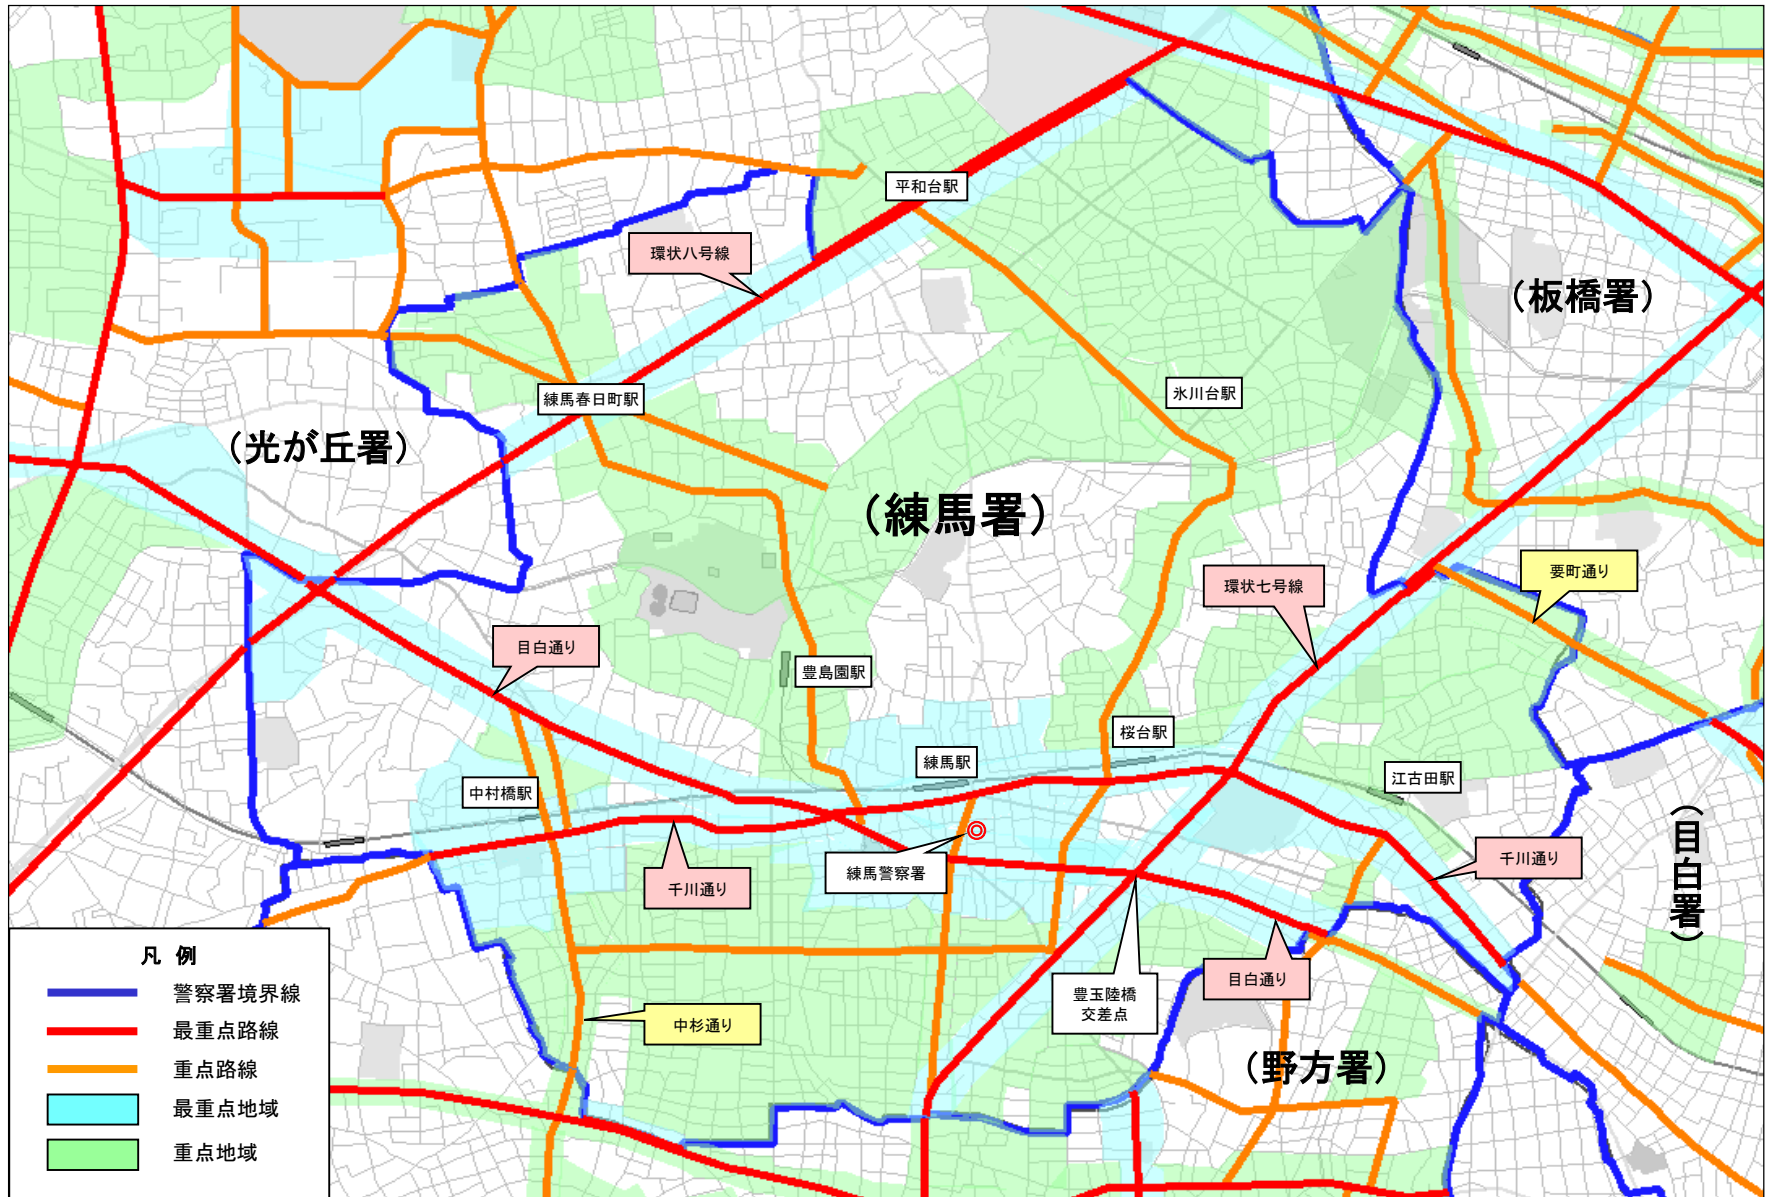 平和台駅
環状八号線
（板橋署）
練馬春日町駅
氷川台駅
（光が丘署）
（練馬署）
要町通り
環状七号線
目白通り
豊島園駅
桜台駅
練馬駅
中村橋駅
江古田駅
（目白署）
千川通り
練馬警察署
千川通り
目白通り
豊玉陸橋
交差点
中杉通り
（野方署）
凡 例
警察署境界線
最重点路線
重点路線
最重点地域
重点地域